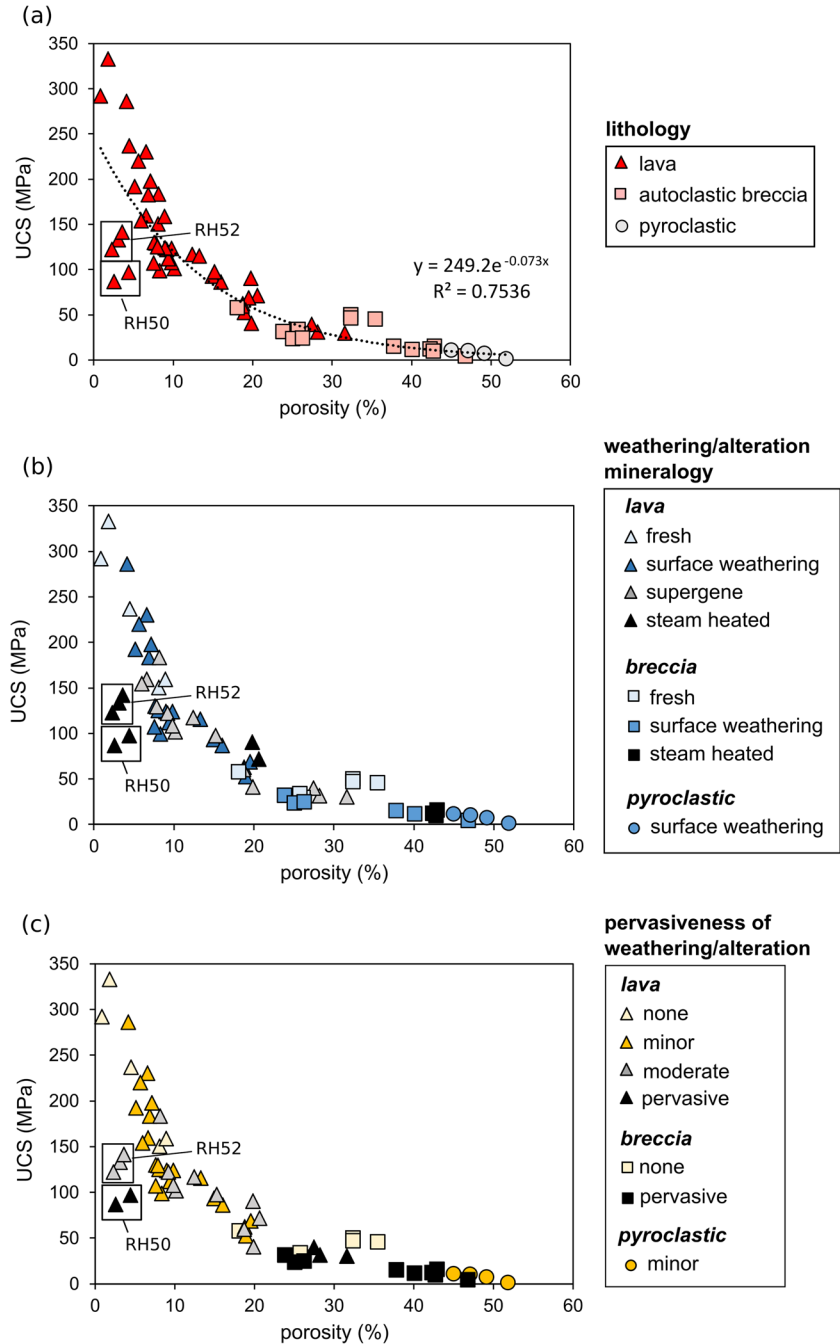 (a)
350
300
250
200
150
100
50
0
UCS (MPa)
0 10 20 30 40 50 60
porosity (%)
RH52
RH50
y = 249.2e^-0.073x
R² = 0.7536
lithology
lava
autoclastic breccia
pyroclastic
(b)
350
300
250
200
150
100
50
0
UCS (MPa)
0 10 20 30 40 50 60
porosity (%)
RH52
RH50
weathering/alteration
mineralogy
lava
fresh
surface weathering
supergene
steam heated
breccia
fresh
surface weathering
steam heated
pyroclastic
surface weathering
(c)
350
300
250
200
150
100
50
0
UCS (MPa)
0 10 20 30 40 50 60
porosity (%)
RH52
RH50
pervasiveness of
weathering/alteration
lava
none
minor
moderate
pervasive
breccia
none
pervasive
pyroclastic
minor